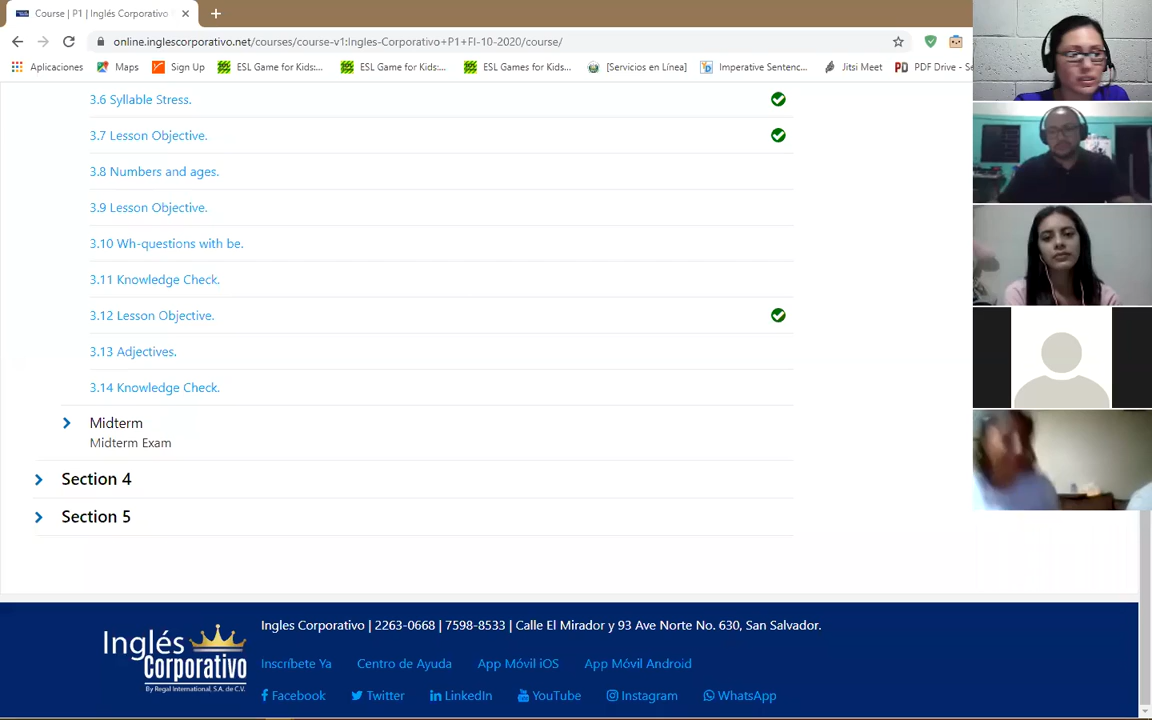 Course | P1 | Inglés Corporativo
online.inglescorporativo.net/courses/course-v1:Ingles-Corporativo+P1+FI-10-2020/course/
Aplicaciones Maps Sign Up ESL Game for Kids:... ESL Game for Kids:... ESL Games for Kids:... [Servicios en Línea] Imperative Sentenc... Jitsi Meet PDF Drive - Se
3.6 Syllable Stress.
3.7 Lesson Objective.
3.8 Numbers and ages.
3.9 Lesson Objective.
3.10 Wh-questions with be.
3.11 Knowledge Check.
3.12 Lesson Objective.
3.13 Adjectives.
3.14 Knowledge Check.
Midterm
Midterm Exam
Section 4
Section 5
Inglés Corporativo
By Regal International, S.A. de C.V.
Ingles Corporativo | 2263-0668 | 7598-8533 | Calle El Mirador y 93 Ave Norte No. 630, San Salvador.
Inscríbete Ya Centro de Ayuda App Móvil iOS App Móvil Android
Facebook Twitter LinkedIn YouTube Instagram WhatsApp